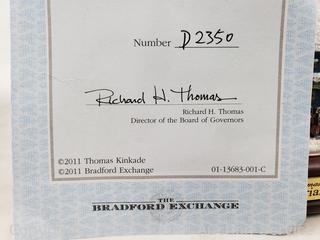 Number D2350
Richard H. Thomas
Richard H. Thomas
Director of the Board of Governors
©2011 Thomas Kinkade
©2011 Bradford Exchange 01-13683-001-C
THE
BRADFORD EXCHANGE